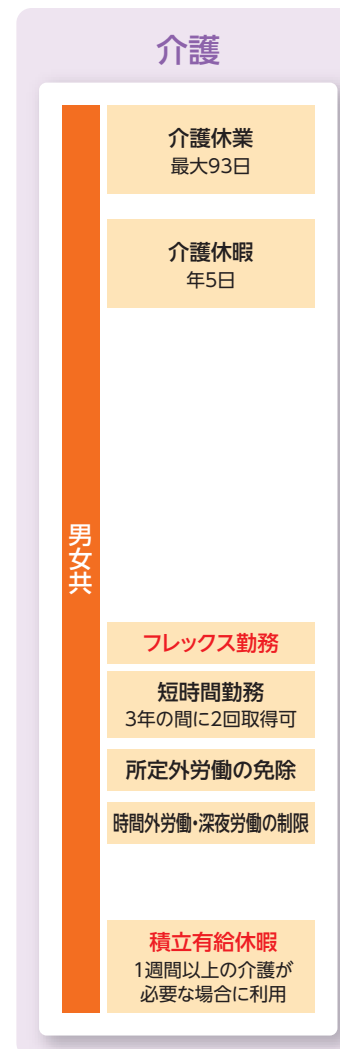 介護
男女共
介護休業
最大93日
介護休暇
年5日
フレックス勤務
短時間勤務
3年の間に2回取得可
所定外労働の免除
時間外労働・深夜労働の制限
積立有給休暇
1週間以上の介護が
必要な場合に利用